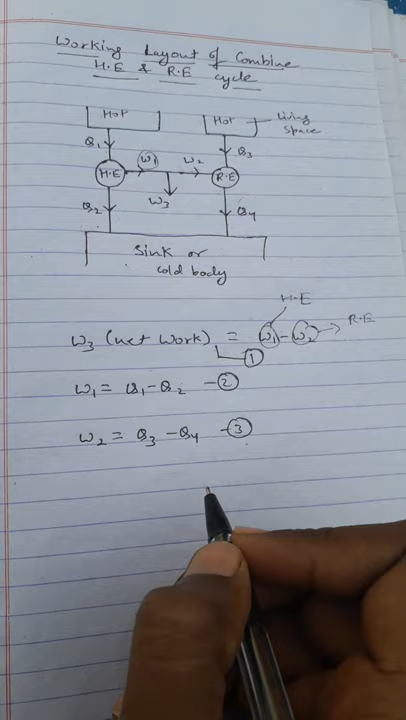 Working Layout of Combine
H.E & R.E cycle
Hot
Hot
Living
Space
Q1
W1
W2
Q3
H.E
R.E
W3
Q2
Q4
Sink or
cold body
H.E
R.E
W3 (net work) = W1 - W2
1
W1 = Q1 - Q2 - 2
W2 = Q3 - Q4 - 3